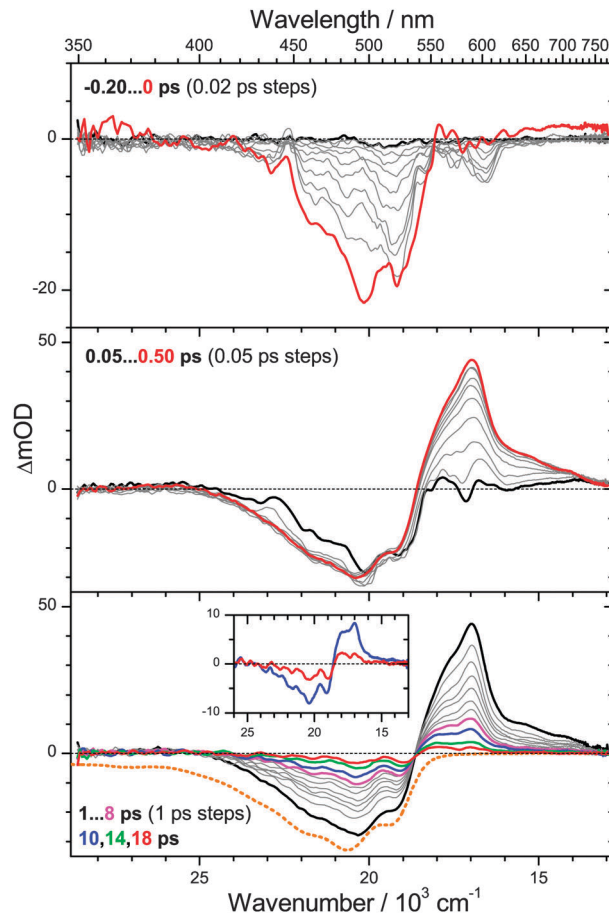 Wavelength / nm
350 400 450 500 550 600 650 700 750
-0.20...0 ps (0.02 ps steps)
0
-20
50
0.05...0.50 ps (0.05 ps steps)
ΔmOD
0
50
10
0
-10
25 20 15
0
1...8 ps (1 ps steps)
10,14,18 ps
25 20 15
Wavenumber / 10³ cm⁻¹